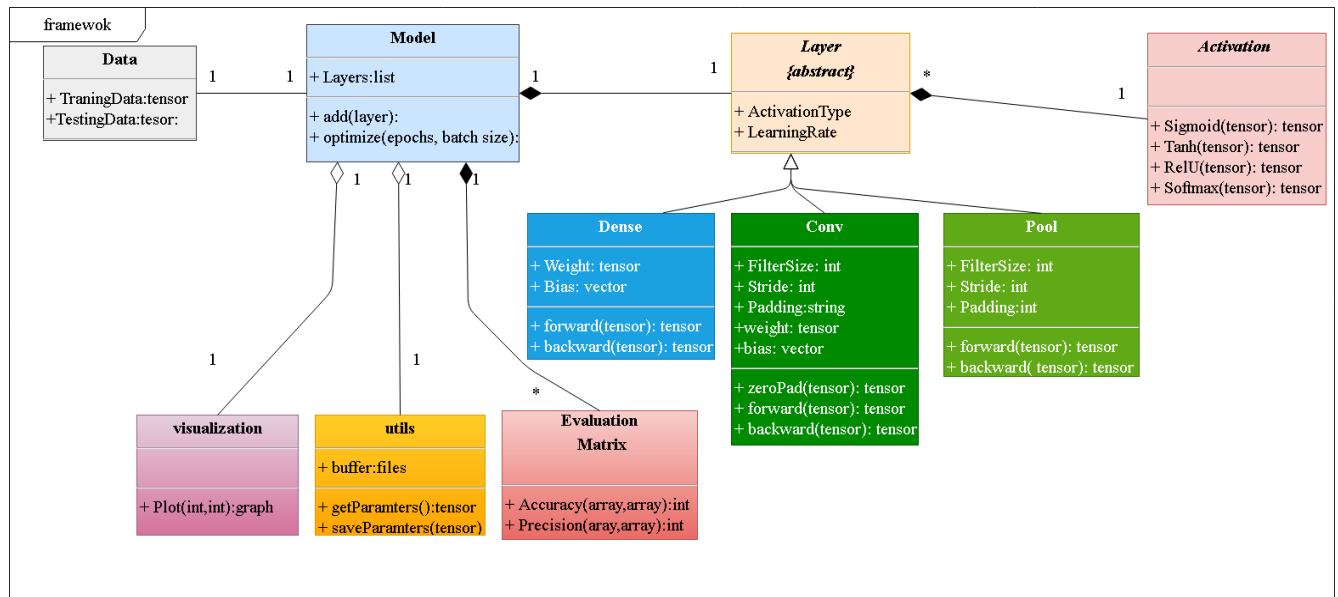 framewok
Data
+ TraningData:tensor
+TestingData:tesor:
1
1
Model
+ Layers:list
+ add(layer):
+ optimize(epochs, batch size):
1
1
Layer
{abstract}
+ ActivationType
+ LearningRate
*
1
Activation
+ Sigmoid(tensor): tensor
+ Tanh(tensor): tensor
+ RelU(tensor): tensor
+ Softmax(tensor): tensor
1
1
1
Dense
+ Weight: tensor
+ Bias: vector
+ forward(tensor): tensor
+ backward(tensor): tensor
Conv
+ FilterSize: int
+ Stride: int
+ Padding:string
+weight: tensor
+bias: vector
+ zeroPad(tensor): tensor
+ forward(tensor): tensor
+ backward(tensor): tensor
Pool
+ FilterSize: int
+ Stride: int
+ Padding:int
+ forward(tensor): tensor
+ backward( tensor): tensor
1
1
*
visualization
+ Plot(int,int):graph
utils
+ buffer:files
+ getParamters():tensor
+ saveParamters(tensor)
Evaluation
Matrix
+ Accuracy(array,array):int
+ Precision(aray,array):int